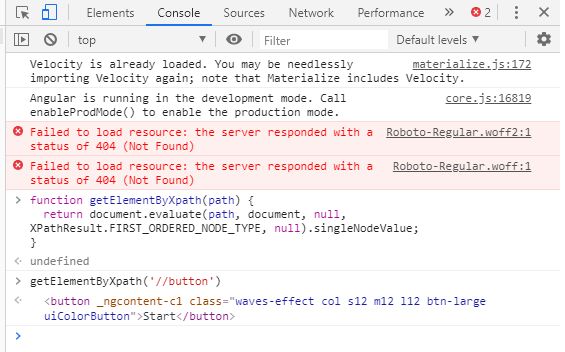 Elements Console Sources Network Performance » 2
top Filter Default levels
Velocity is already loaded. You may be needlessly materialize.js:172
importing Velocity again; note that Materialize includes Velocity.
Angular is running in the development mode. Call core.js:16819
enableProdMode() to enable the production mode.
Failed to load resource: the server responded with a Roboto-Regular.woff2:1
status of 404 (Not Found)
Failed to load resource: the server responded with a Roboto-Regular.woff:1
status of 404 (Not Found)
> function getElementByXpath(path) {
return document.evaluate(path, document, null,
XPathResult.FIRST_ORDERED_NODE_TYPE, null).singleNodeValue;
}
undefined
> getElementByXpath('//button')
<button _ngcontent-c1 class="waves-effect col s12 m12 l12 btn-large
uiColorButton">Start</button>
>